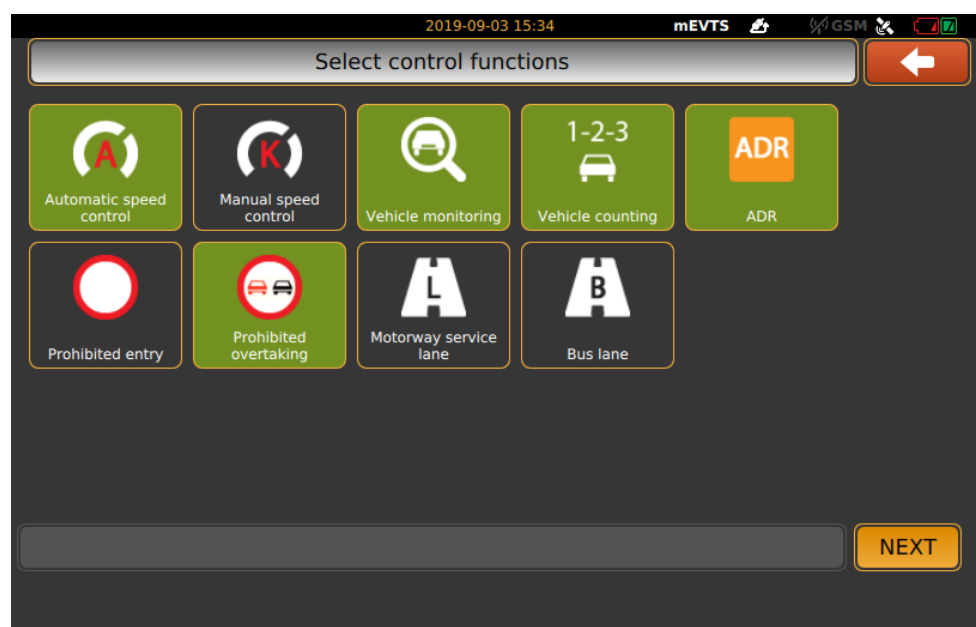 2019-09-03 15:34 mEVTS GSM
Select control functions
A
Automatic speed
control
K
Manual speed
control
Vehicle monitoring
1-2-3
Vehicle counting
ADR
ADR
Prohibited entry
Prohibited
overtaking
L
Motorway service
lane
B
Bus lane
NEXT